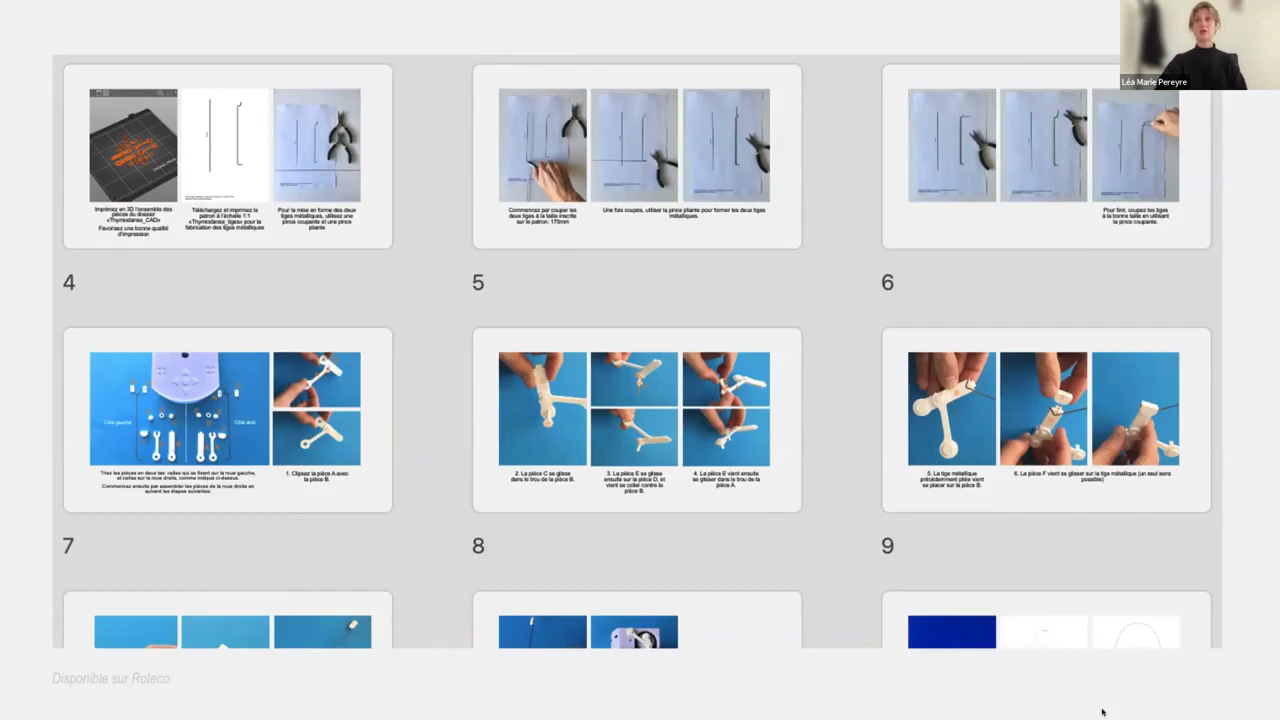 Léa Marie Pereyre
Imprimez en 3D l'ensemble des
pièces du dossier
«Thymiodanse_CAD»
Favorisez une bonne qualité
d'impression
Téléchargez et imprimez le
patron à l'échelle 1:1
«Thymiodanse_tiges» pour la
fabrication des tiges métalliques
Pour la mise en forme des deux
tiges métalliques, utilisez une
pince coupante et une pince
pliante
Commencez par couper les
deux tiges à la taille inscrite
sur le patron: 170mm
Une fois coupés, utiliser la pince pliante pour former les deux tiges
métalliques.
Pour finir, coupez les tiges
à la bonne taille en utilisant
la pince coupante.
4
5
6
Côté gauche
Côté droit
Triez les pièces en deux tas: celles qui se fixent sur la roue gauche,
et celles sur la roue droite, comme indiqué ci-dessus.
Commencez ensuite par assembler les pièces de la roue droite en
suivant les étapes suivantes:
1. Clipsez la pièce A avec
la pièce B.
2. La pièce C se glisse
dans le trou de la pièce B.
3. La pièce E se glisse
ensuite sur la pièce D, et
vient se coller contre la
pièce B.
4. La pièce E vient ensuite
se glisser dans le trou de la
pièce A.
5. La tige métallique
précédemment pliée vient
se placer sur la pièce B.
6. La pièce F vient se glisser sur la tige métallique (un seul sens
possible)
7
8
9
Disponible sur Roteco